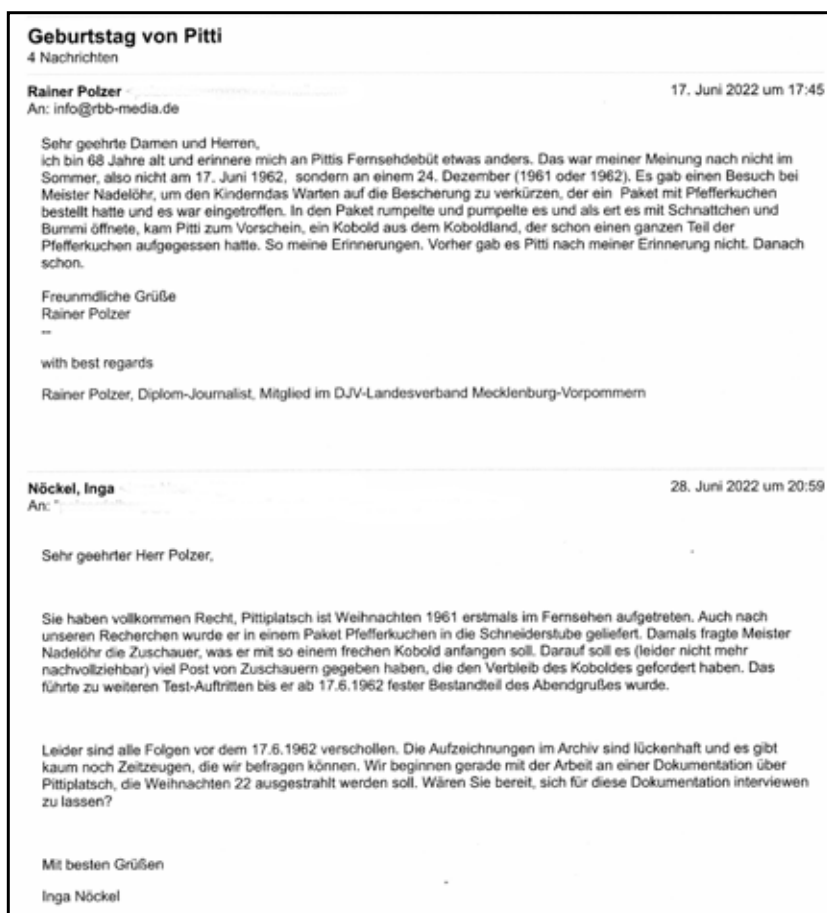 Geburtstag von Pitti
4 Nachrichten
Rainer Polzer
17. Juni 2022 um 17:45
An: info@rbb-media.de
Sehr geehrte Damen und Herren,
ich bin 68 Jahre alt und erinnere mich an Pittis Fernsehdebüt etwas anders. Das war meiner Meinung nach nicht im
Sommer, also nicht am 17. Juni 1962, sondern an einem 24. Dezember (1961 oder 1962). Es gab einen Besuch bei
Meister Nadelöhr, um den Kinderndas Warten auf die Bescherung zu verkürzen, der ein Paket mit Pfefferkuchen
bestellt hatte und es war eingetroffen. In den Paket rumpelte und pumpelte es und als ert es mit Schnattchen und
Bummi öffnete, kam Pitti zum Vorschein, ein Kobold aus dem Koboldland, der schon einen ganzen Teil der
Pfefferkuchen aufgegessen hatte. So meine Erinnerungen. Vorher gab es Pitti nach meiner Erinnerung nicht. Danach
schon.
Freunmdliche Grüße
Rainer Polzer
--
with best regards
Rainer Polzer, Diplom-Journalist, Mitglied im DJV-Landesverband Mecklenburg-Vorpommern
Nöckel, Inga
28. Juni 2022 um 20:59
An: "
Sehr geehrter Herr Polzer,
Sie haben vollkommen Recht, Pittiplatsch ist Weihnachten 1961 erstmals im Fernsehen aufgetreten. Auch nach
unseren Recherchen wurde er in einem Paket Pfefferkuchen in die Schneiderstube geliefert. Damals fragte Meister
Nadelöhr die Zuschauer, was er mit so einem frechen Kobold anfangen soll. Darauf soll es (leider nicht mehr
nachvollziehbar) viel Post von Zuschauern gegeben haben, die den Verbleib des Koboldes gefordert haben. Das
führte zu weiteren Test-Auftritten bis er ab 17.6.1962 fester Bestandteil des Abendgrußes wurde.
Leider sind alle Folgen vor dem 17.6.1962 verschollen. Die Aufzeichnungen im Archiv sind lückenhaft und es gibt
kaum noch Zeitzeugen, die wir befragen können. Wir beginnen gerade mit der Arbeit an einer Dokumentation über
Pittiplatsch, die Weihnachten 22 ausgestrahlt werden soll. Wären Sie bereit, sich für diese Dokumentation interviewen
zu lassen?
Mit besten Grüßen
Inga Nöckel